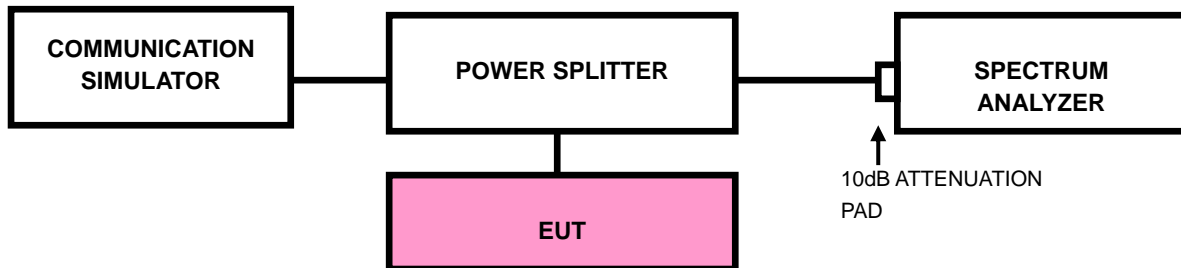 COMMUNICATION
SIMULATOR
POWER SPLITTER
SPECTRUM
ANALYZER
10dB ATTENUATION
PAD
EUT